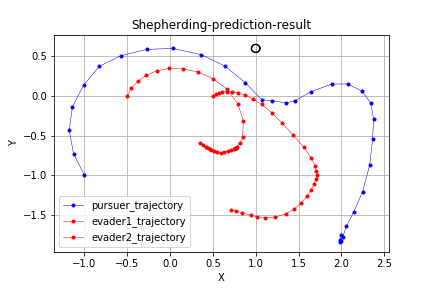 Shepherding-prediction-result
Y
0.5
0.0
−0.5
−1.0
−1.5
pursuer_trajectory
evader1_trajectory
evader2_trajectory
−1.0 −0.5 0.0 0.5 1.0 1.5 2.0 2.5
X